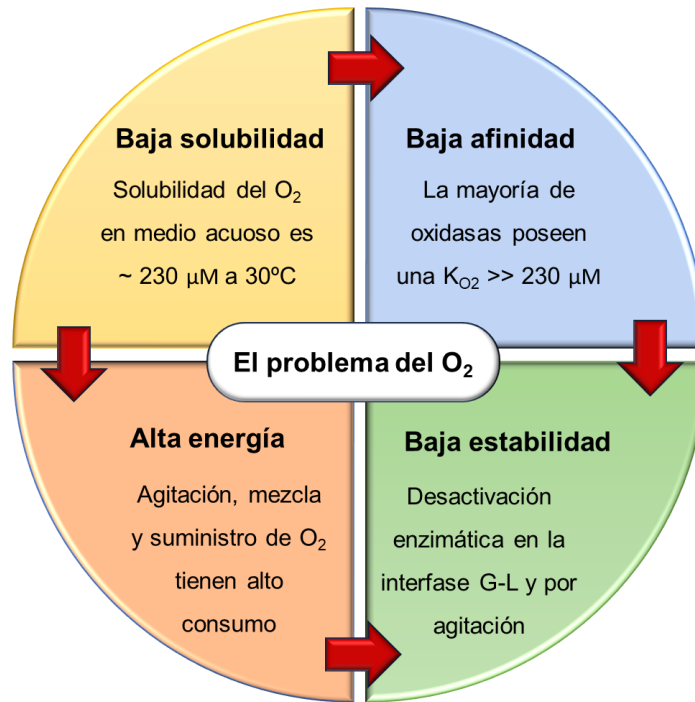 Baja solubilidad
Solubilidad del O₂
en medio acuoso es
~ 230 µM a 30ºC
Baja afinidad
La mayoría de
oxidasas poseen
una K_O2 >> 230 µM
El problema del O₂
Alta energía
Agitación, mezcla
y suministro de O₂
tienen alto
consumo
Baja estabilidad
Desactivación
enzimática en la
interfase G-L y por
agitación